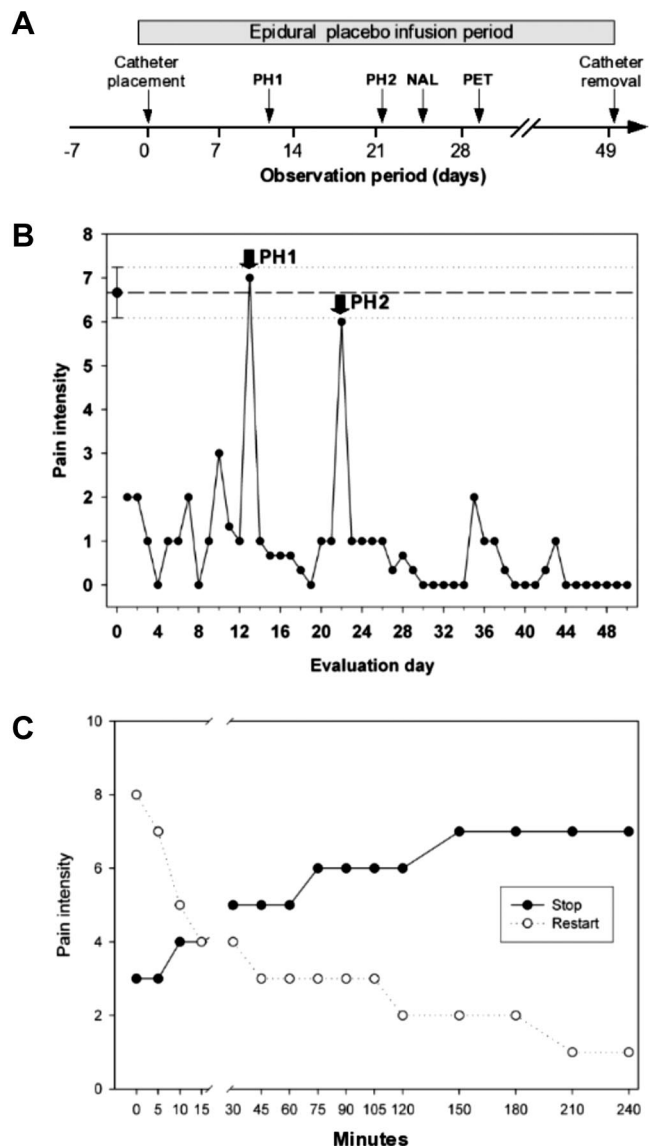 A
Epidural placebo infusion period
Catheter placement
PH1
PH2
NAL
PET
Catheter removal
-7 0 7 14 21 28 49
Observation period (days)
B
8
7
6
5
4
3
2
1
0
PH1
PH2
Pain intensity
0 4 8 12 16 20 24 28 32 36 40 44 48
Evaluation day
C
10
8
6
4
2
0
Pain intensity
Stop
Restart
0 5 10 15 30 45 60 75 90 105 120 150 180 210 240
Minutes